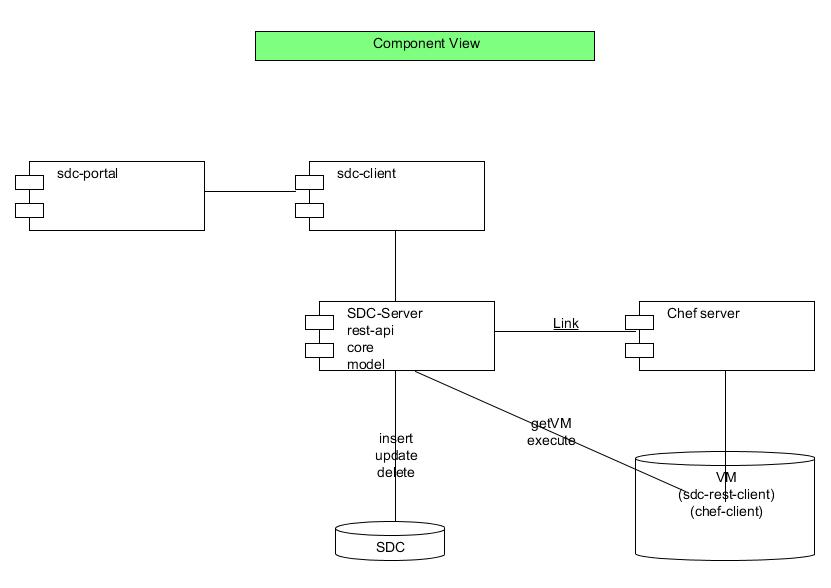 Component View
sdc-portal
sdc-client
SDC-Server
rest-api
core
model
Link
Chef server
getVM
execute
insert
update
delete
VM
(sdc-rest-client)
(chef-client)
SDC